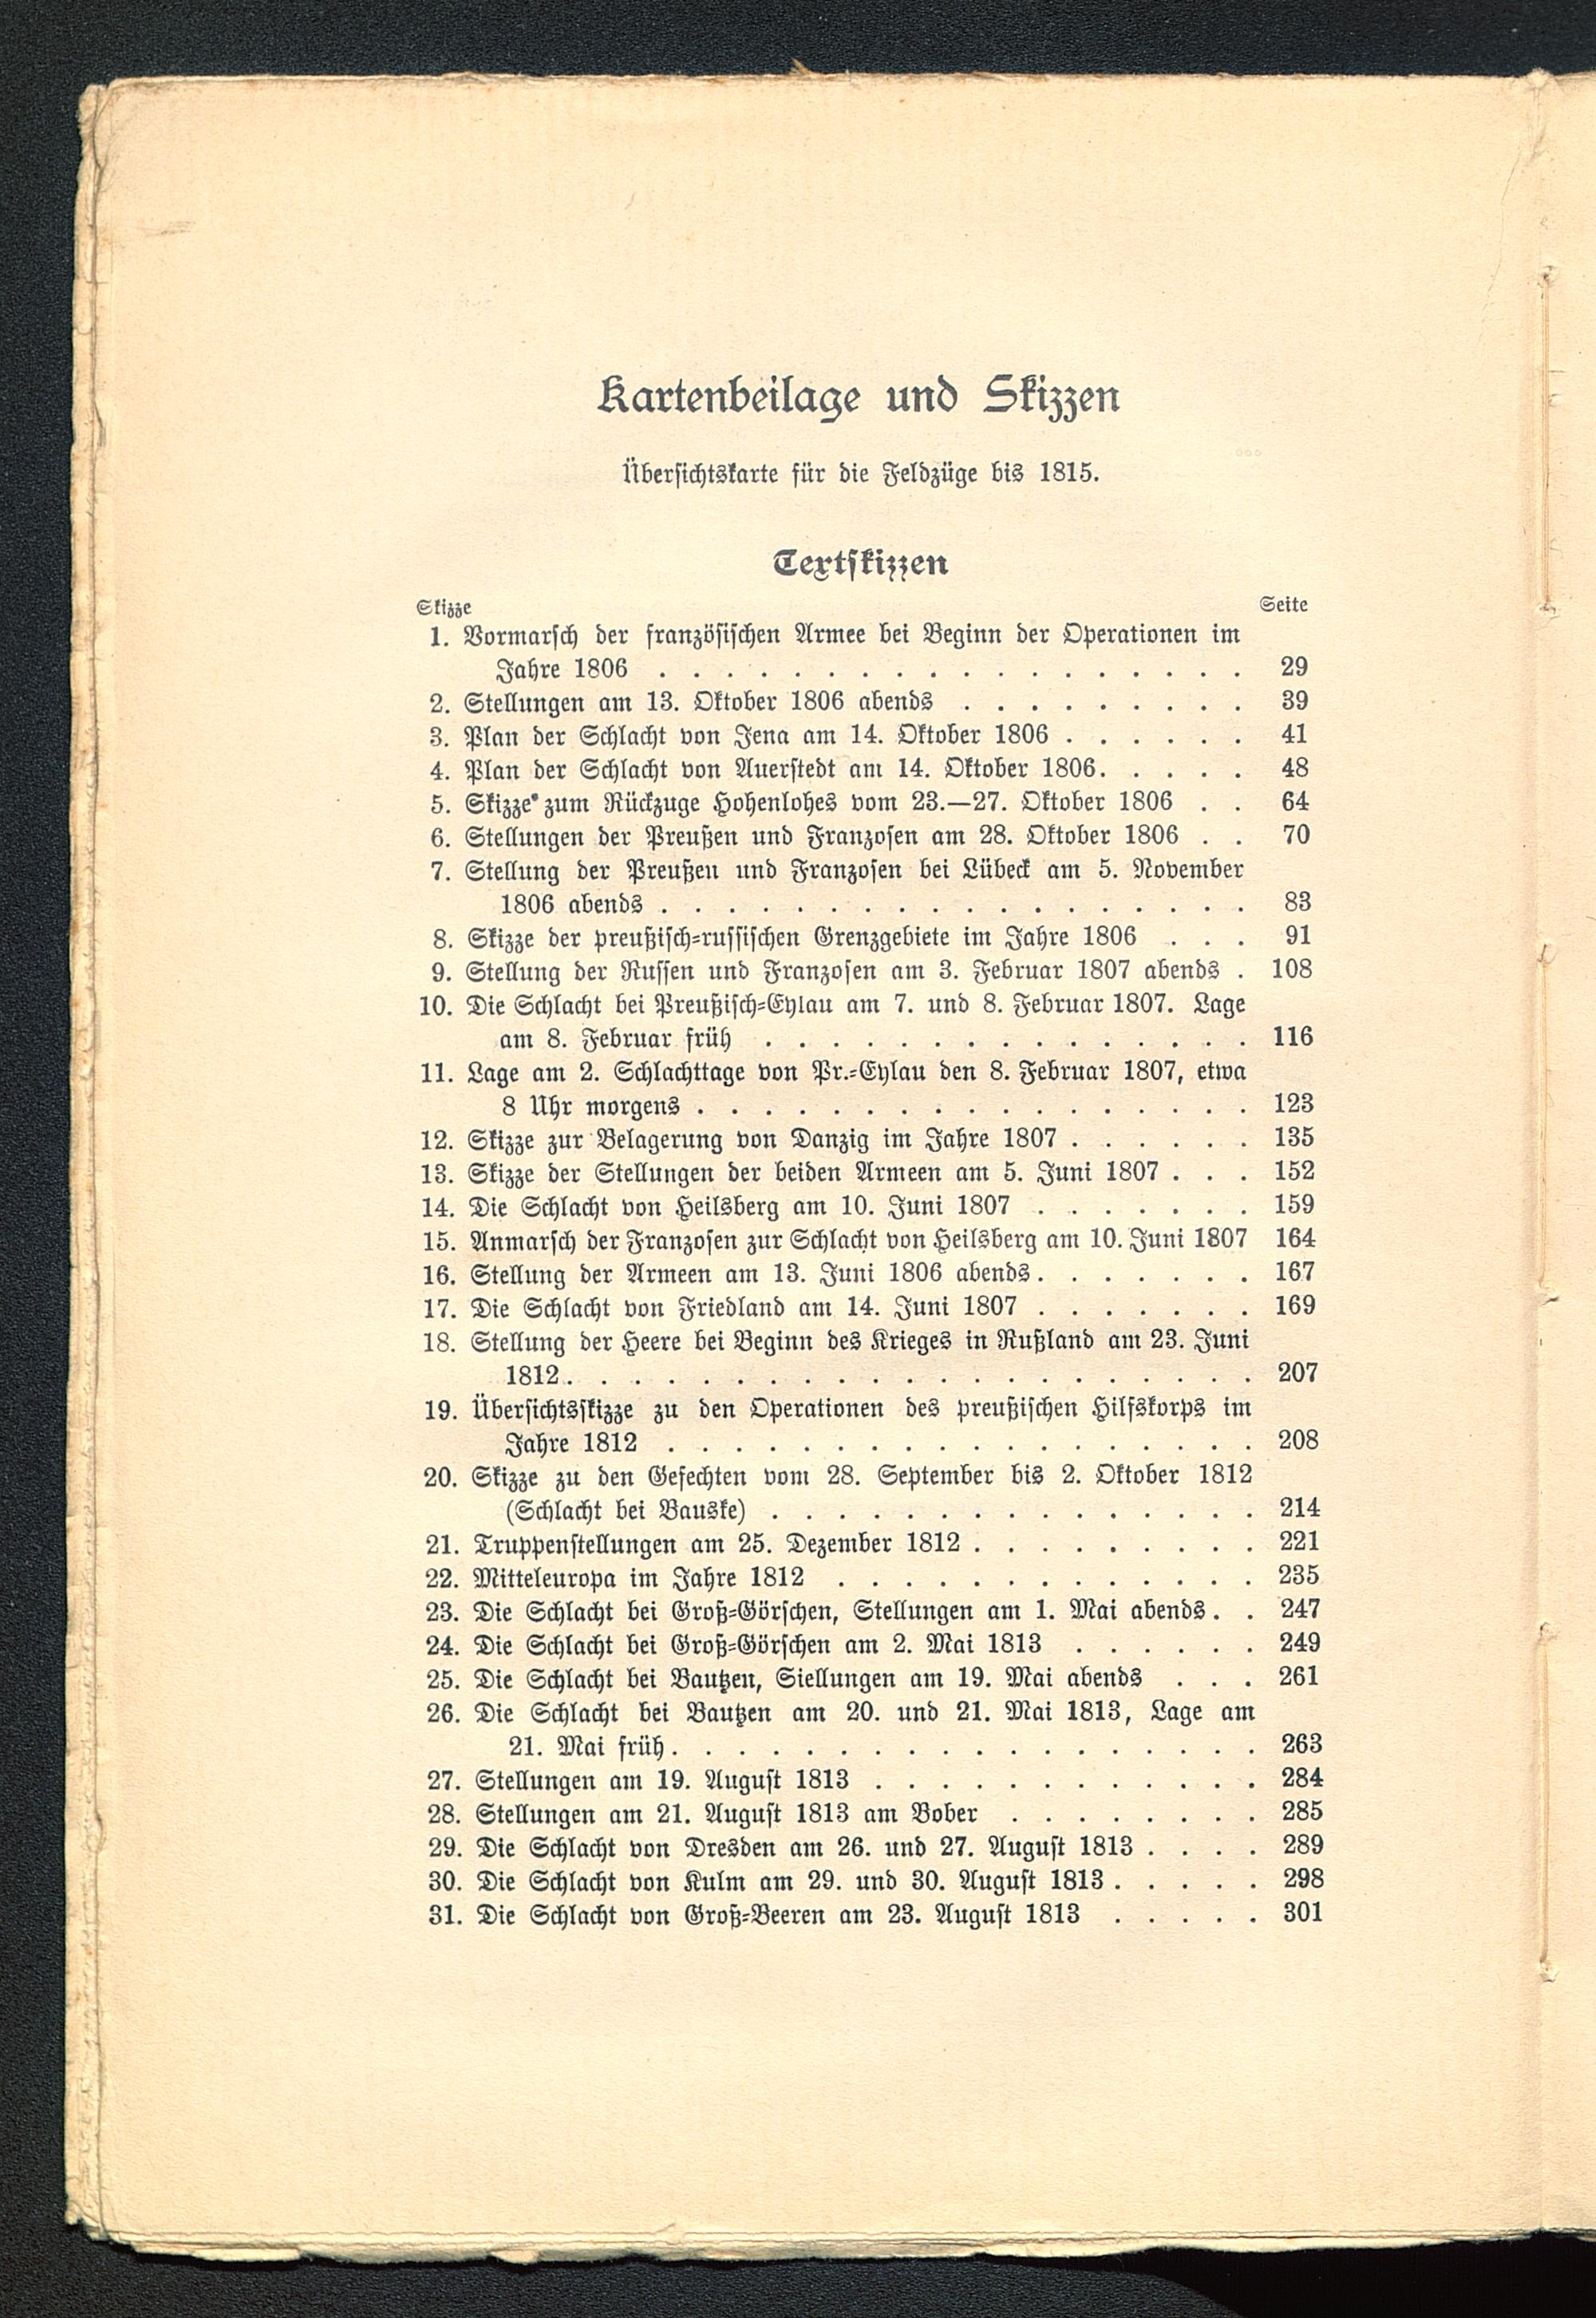 Kartenbeilage und Skizzen
Übersichtskarte für die Feldzüge bis 1815.
Textskizzen
Skizze Seite
1. Vormarsch der französischen Armee bei Beginn der Operationen im
Jahre 1806 . . . . . . . . . . . . . . . . . . 29
2. Stellungen am 13. Oktober 1806 abends . . . . . . . . . 39
3. Plan der Schlacht von Jena am 14. Oktober 1806 . . . . . . 41
4. Plan der Schlacht von Auerstedt am 14. Oktober 1806. . . . . 48
5. Skizze zum Rückzuge Hohenlohes vom 23.—27. Oktober 1806 . . 64
6. Stellungen der Preußen und Franzosen am 28. Oktober 1806 . . 70
7. Stellung der Preußen und Franzosen bei Lübeck am 5. November
1806 abends . . . . . . . . . . . . . . . . . . 83
8. Skizze der preußisch-russischen Grenzgebiete im Jahre 1806 . . . 91
9. Stellung der Russen und Franzosen am 3. Februar 1807 abends . 108
10. Die Schlacht bei Preußisch-Eylau am 7. und 8. Februar 1807. Lage
am 8. Februar früh . . . . . . . . . . . . . . . 116
11. Lage am 2. Schlachttage von Pr.-Eylau den 8. Februar 1807, etwa
8 Uhr morgens . . . . . . . . . . . . . . . . . 123
12. Skizze zur Belagerung von Danzig im Jahre 1807 . . . . . . 135
13. Skizze der Stellungen der beiden Armeen am 5. Juni 1807 . . . 152
14. Die Schlacht von Heilsberg am 10. Juni 1807 . . . . . . . 159
15. Anmarsch der Franzosen zur Schlacht von Heilsberg am 10. Juni 1807 164
16. Stellung der Armeen am 13. Juni 1806 abends. . . . . . . 167
17. Die Schlacht von Friedland am 14. Juni 1807 . . . . . . . 169
18. Stellung der Heere bei Beginn des Krieges in Rußland am 23. Juni
1812. . . . . . . . . . . . . . . . . . . . . 207
19. Übersichtsskizze zu den Operationen des preußischen Hilfskorps im
Jahre 1812 . . . . . . . . . . . . . . . . . . 208
20. Skizze zu den Gefechten vom 28. September bis 2. Oktober 1812
(Schlacht bei Bauske) . . . . . . . . . . . . . . . 214
21. Truppenstellungen am 25. Dezember 1812 . . . . . . . . . 221
22. Mitteleuropa im Jahre 1812 . . . . . . . . . . . . . 235
23. Die Schlacht bei Groß-Görschen, Stellungen am 1. Mai abends. . 247
24. Die Schlacht bei Groß-Görschen am 2. Mai 1813 . . . . . . 249
25. Die Schlacht bei Bautzen, Siellungen am 19. Mai abends . . . 261
26. Die Schlacht bei Bautzen am 20. und 21. Mai 1813, Lage am
21. Mai früh. . . . . . . . . . . . . . . . . . 263
27. Stellungen am 19. August 1813 . . . . . . . . . . . . 284
28. Stellungen am 21. August 1813 am Bober . . . . . . . . 285
29. Die Schlacht von Dresden am 26. und 27. August 1813 . . . . 289
30. Die Schlacht von Kulm am 29. und 30. August 1813 . . . . . 298
31. Die Schlacht von Groß-Beeren am 23. August 1813 . . . . . 301